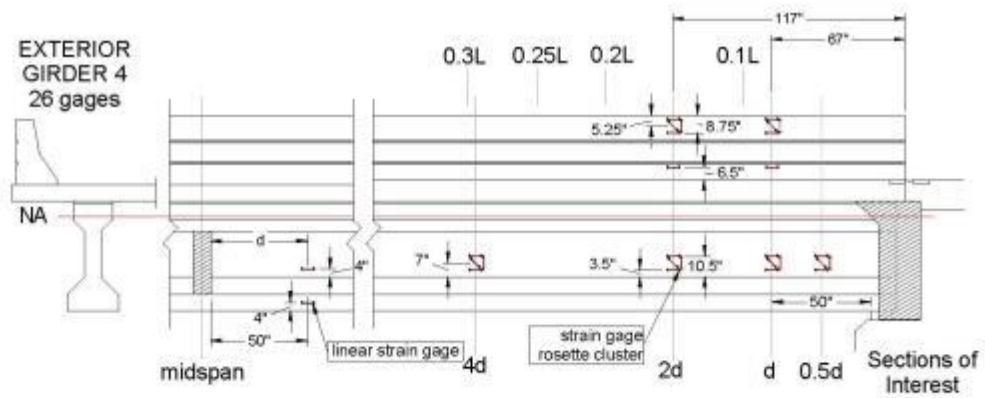 117"
67"
EXTERIOR
GIRDER 4
26 gages
0.3L
0.25L
0.2L
0.1L
5.25"
8.75"
6.5"
NA
d
4"
7"
3.5"
10.5"
4"
50"
50"
linear strain gage
strain gage
rosette cluster
midspan
4d
2d
d
0.5d
Sections of
Interest